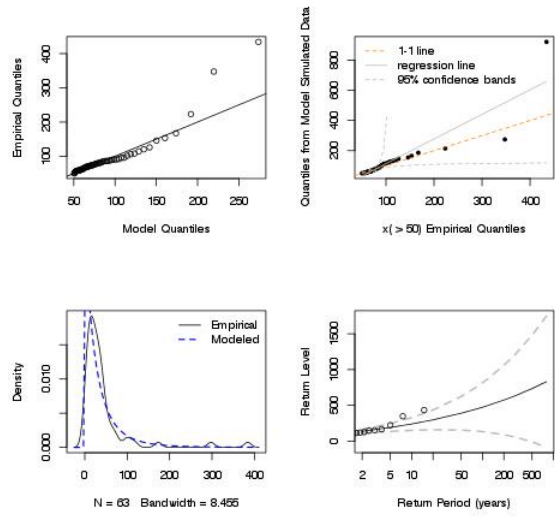 Empirical Quantiles
100 200 300 400
50 100 150 200 250
Model Quantiles
Quantiles from Model Simulated Data
200 400 600 800
1-1 line
regression line
95% confidence bands
100 200 300 400
x( > 50) Empirical Quantiles
Density
0.000 0.010
Empirical
Modeled
0 100 200 300 400
N = 63 Bandwidth = 8.455
Return Level
0 500 1000 1500
2 5 10 50 200 500
Return Period (years)